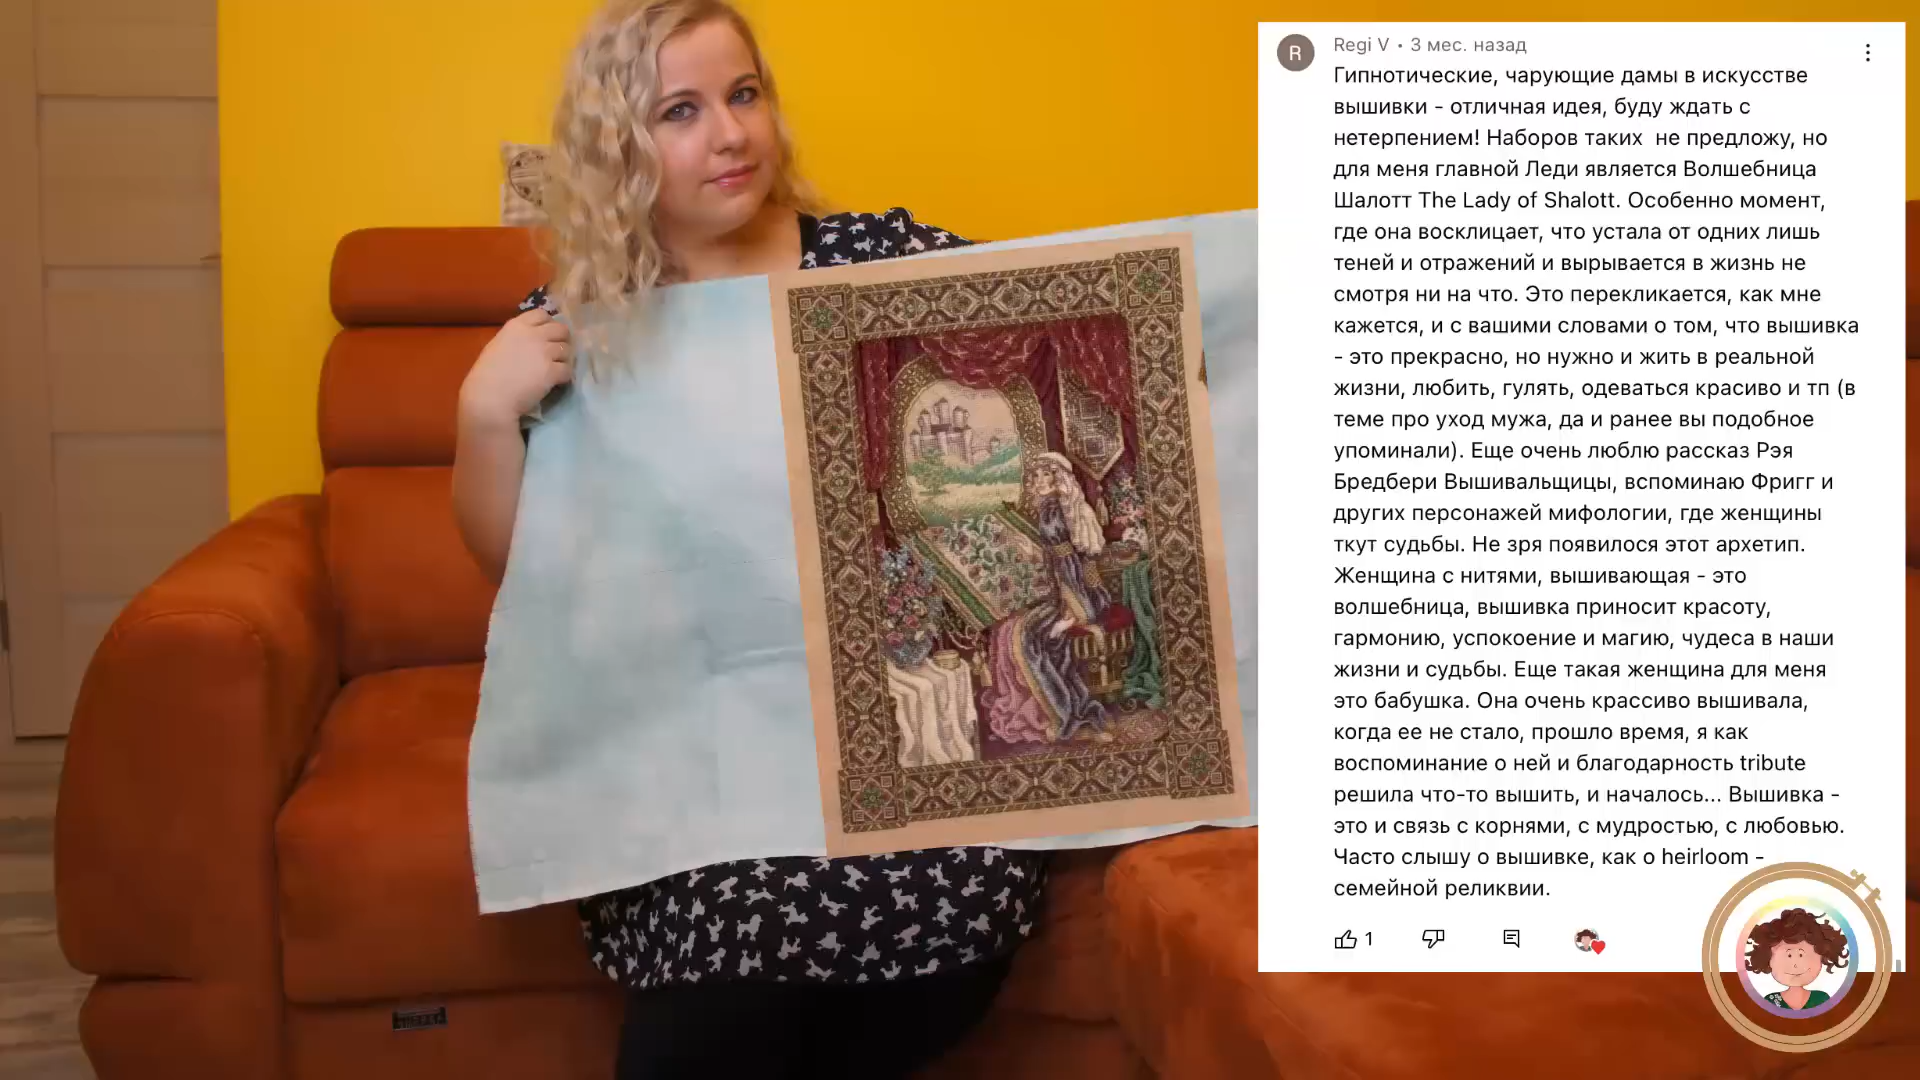 R
Regi V • 3 мес. назад
Гипнотические, чарующие дамы в искусстве
вышивки - отличная идея, буду ждать с
нетерпением! Наборов таких  не предложу, но
для меня главной Леди является Волшебница
Шалотт The Lady of Shalott. Особенно момент,
где она восклицает, что устала от одних лишь
теней и отражений и вырывается в жизнь не
смотря ни на что. Это перекликается, как мне
кажется, и с вашими словами о том, что вышивка
- это прекрасно, но нужно и жить в реальной
жизни, любить, гулять, одеваться красиво и тп (в
теме про уход мужа, да и ранее вы подобное
упоминали). Еще очень люблю рассказ Рэя
Бредбери Вышивальщицы, вспоминаю Фригг и
других персонажей мифологии, где женщины
ткут судьбы. Не зря появилося этот архетип.
Женщина с нитями, вышивающая - это
волшебница, вышивка приносит красоту,
гармонию, успокоение и магию, чудеса в наши
жизни и судьбы. Еще такая женщина для меня
это бабушка. Она очень крассиво вышивала,
когда ее не стало, прошло время, я как
воспоминание о ней и благодарность tribute
решила что-то вышить, и началось... Вышивка -
это и связь с корнями, с мудростью, с любовью.
Часто слышу о вышивке, как о heirloom -
семейной реликвии.
1